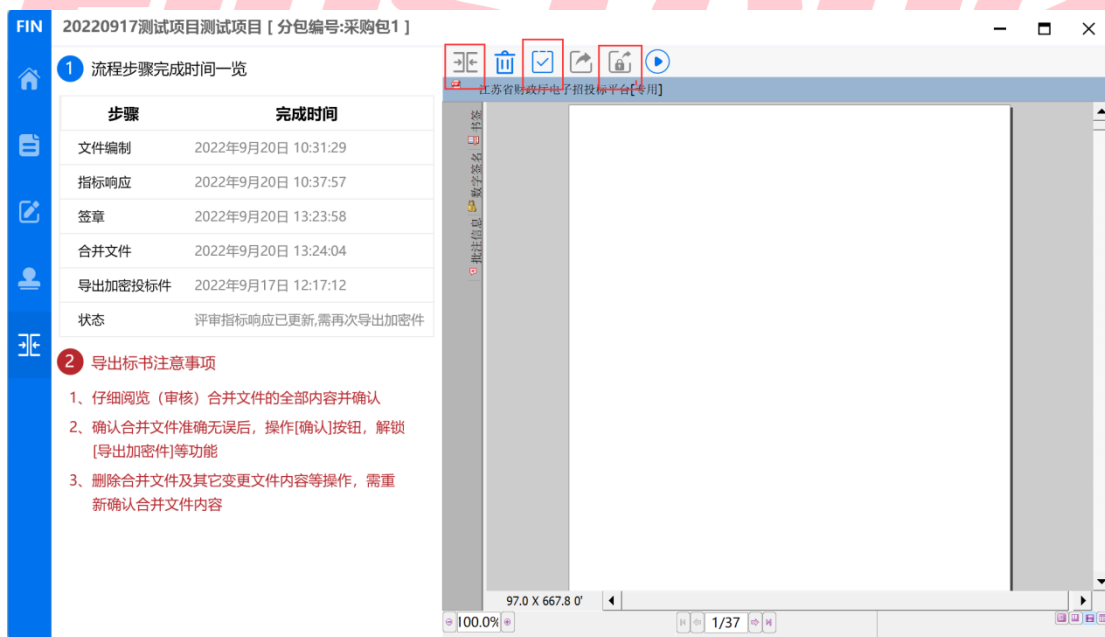 FIN
20220917测试项目测试项目 [ 分包编号:采购包1 ]
1 流程步骤完成时间一览
步骤 完成时间
文件编制 2022年9月20日 10:31:29
指标响应 2022年9月20日 10:37:57
签章 2022年9月20日 13:23:58
合并文件 2022年9月20日 13:24:04
导出加密投标件 2022年9月17日 12:17:12
状态 评审指标响应已更新,需再次导出加密件
2 导出标书注意事项
1、仔细阅览（审核）合并文件的全部内容并确认
2、确认合并文件准确无误后，操作[确认]按钮，解锁
[导出加密件]等功能
3、删除合并文件及其它变更文件内容等操作，需重
新确认合并文件内容
江苏省财政厅电子招投标平台[专用]
书签
数字签名
批注信息
97.0 X 667.8 0'
100.0%
1/37